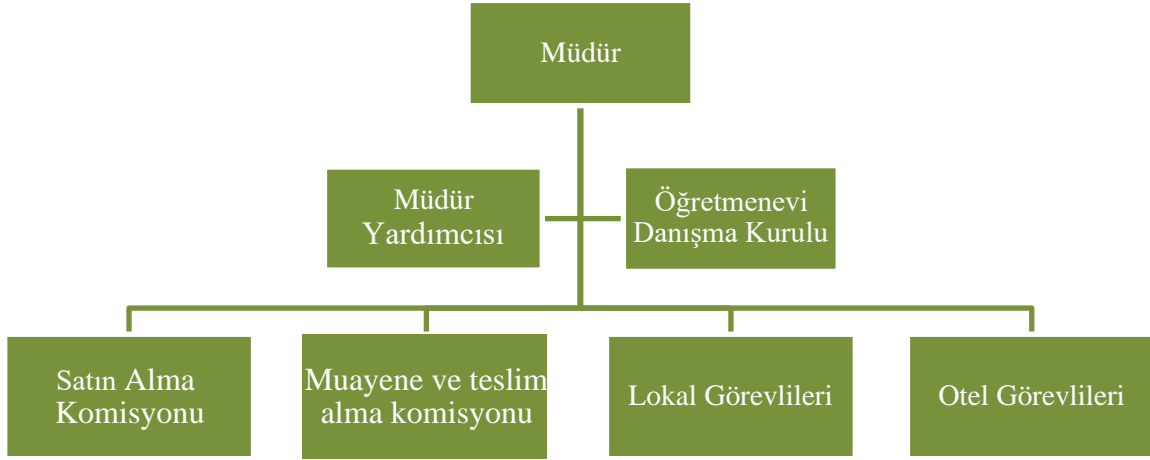 Müdür
Müdür
Yardımcısı
Öğretmenevi
Danışma Kurulu
Satın Alma
Komisyonu
Muayene ve teslim
alma komisyonu
Lokal Görevlileri
Otel Görevlileri